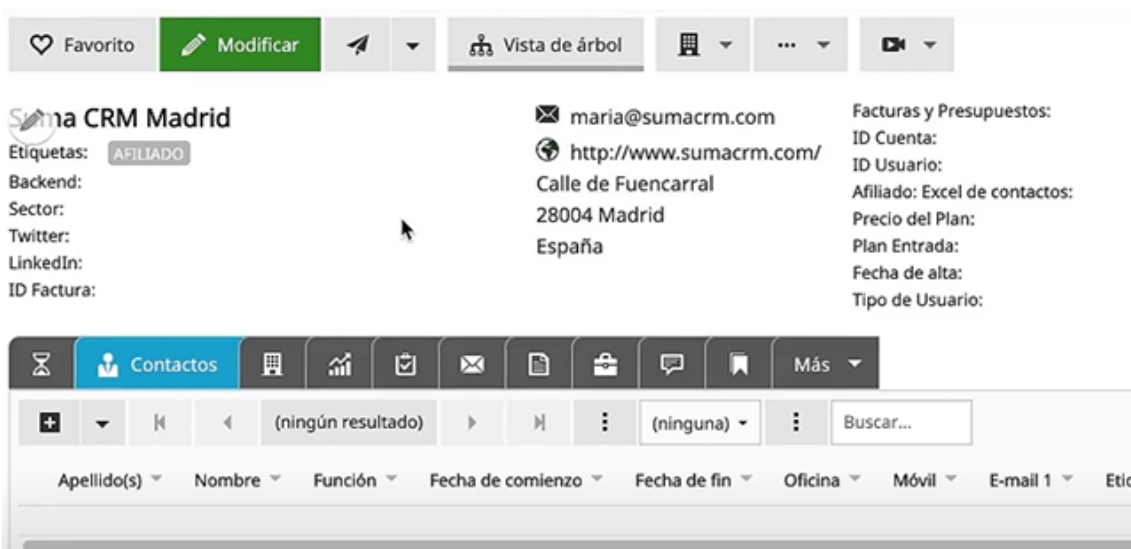 Favorito Modificar Vista de árbol
Suma CRM Madrid
Etiquetas: AFILIADO
Backend:
Sector:
Twitter:
LinkedIn:
ID Factura:
maria@sumacrm.com
http://www.sumacrm.com/
Calle de Fuencarral
28004 Madrid
España
Facturas y Presupuestos:
ID Cuenta:
ID Usuario:
Afiliado: Excel de contactos:
Precio del Plan:
Plan Entrada:
Fecha de alta:
Tipo de Usuario:
Contactos Más
(ningún resultado) (ninguna) Buscar...
Apellido(s) Nombre Función Fecha de comienzo Fecha de fin Oficina Móvil E-mail 1